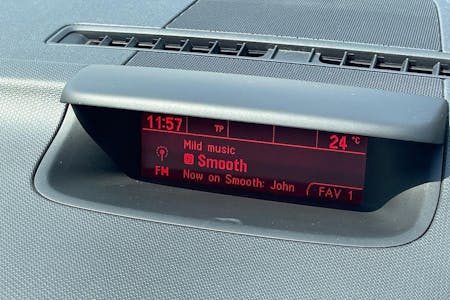 11:57 TP 24 °C
Mild music
Smooth
FM Now on Smooth: John FAV 1